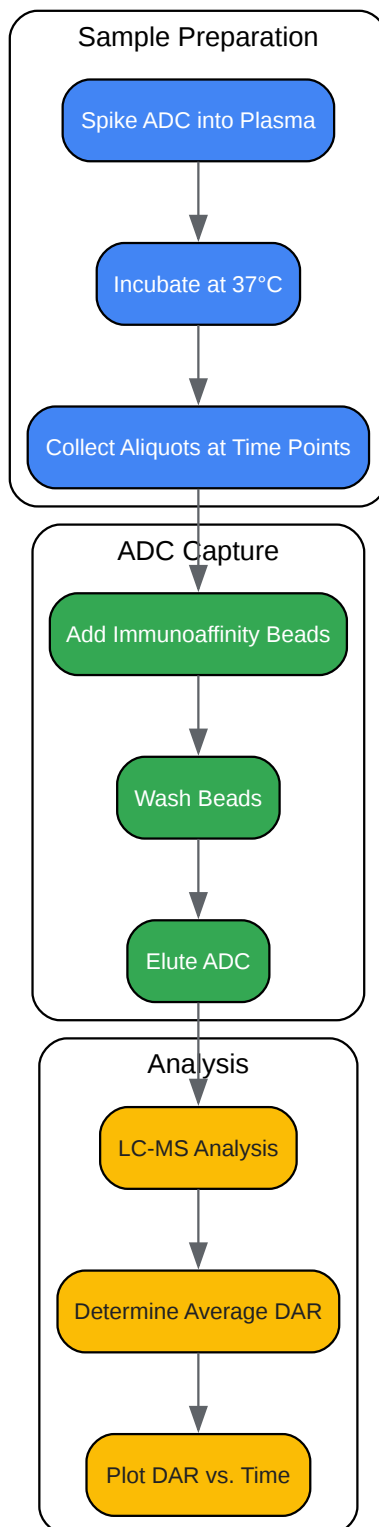 Sample Preparation
Spike ADC into Plasma
Incubate at 37°C
Collect Aliquots at Time Points
ADC Capture
Add Immunoaffinity Beads
Wash Beads
Elute ADC
Analysis
LC-MS Analysis
Determine Average DAR
Plot DAR vs. Time